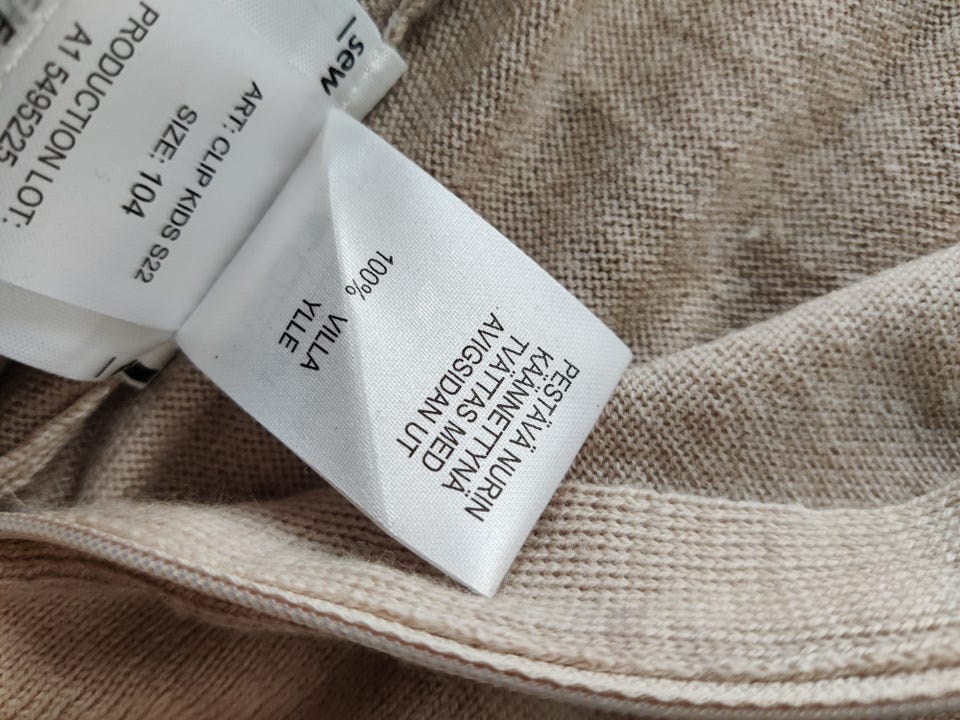 sew
PRODUCTION LOT:
A1 5495225
SIZE: 104
ART: CLIP KIDS S22
100% VILLA
YLLE
PESTÄVÄ NURIN
KÄÄNNETTYNÄ
TVÄTTAS MED
AVIGSIDAN UT